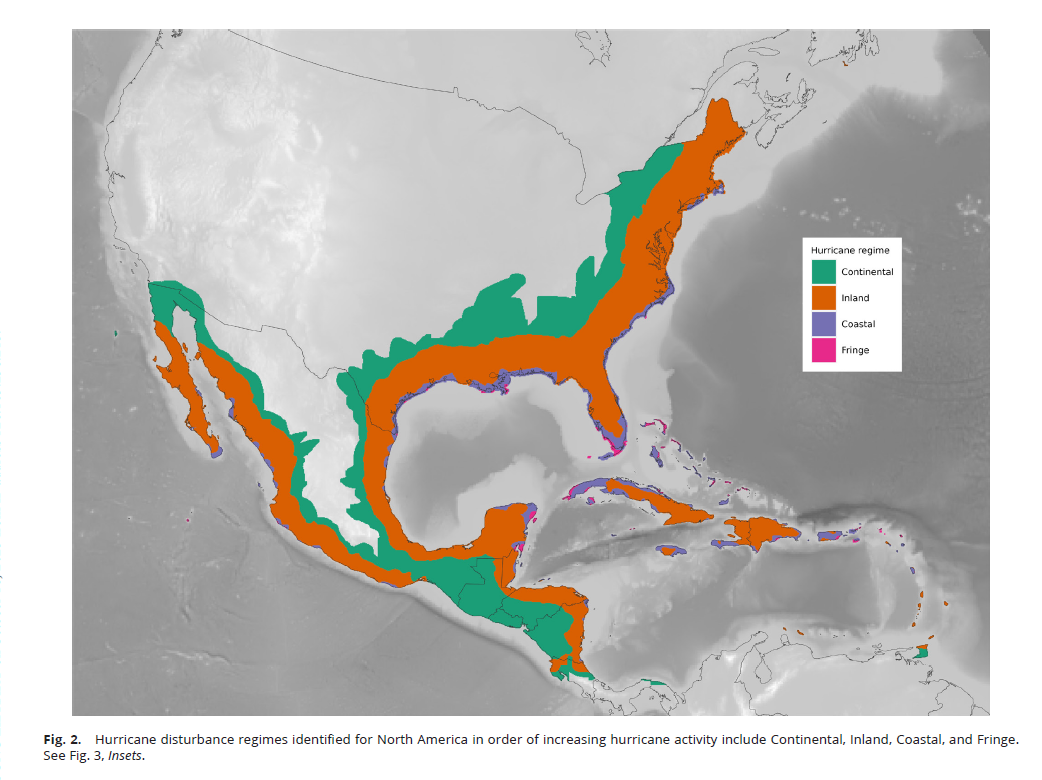 Hurricane regime
Continental
Inland
Coastal
Fringe
Fig. 2. Hurricane disturbance regimes identified for North America in order of increasing hurricane activity include Continental, Inland, Coastal, and Fringe.
See Fig. 3, Insets.